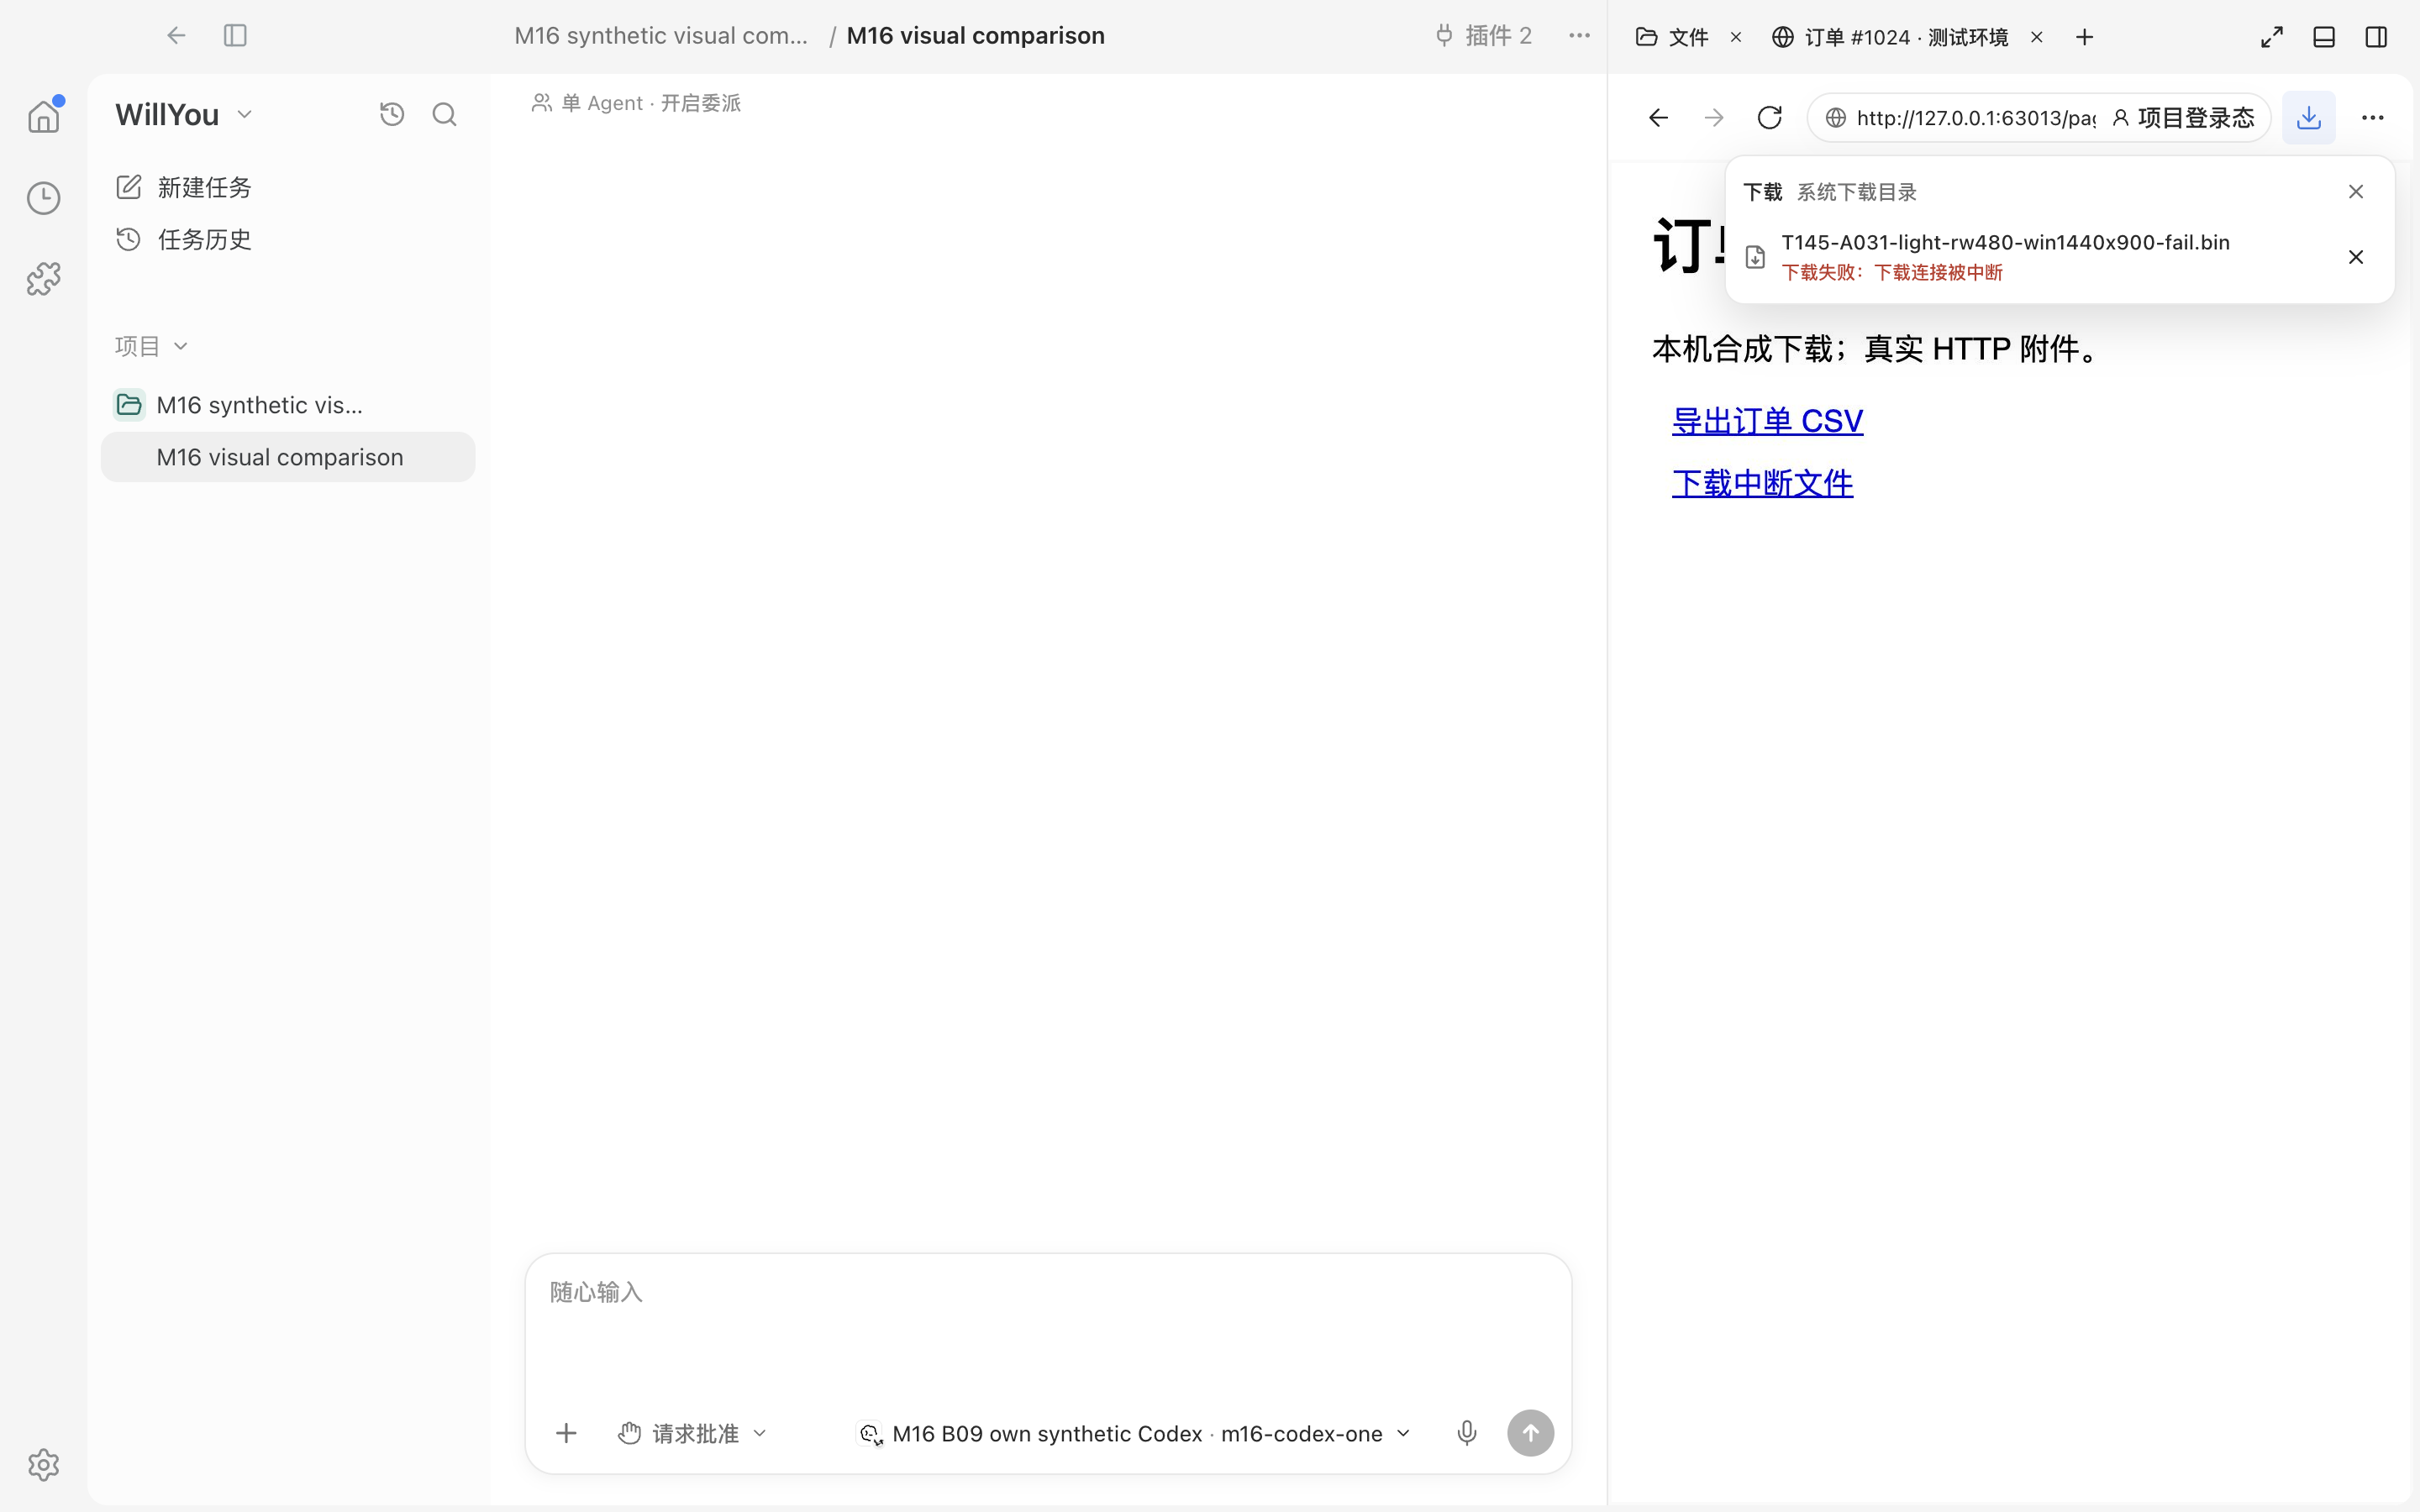 M16 synthetic visual com... / M16 visual comparison
插件 2
文件
订单 #1024 · 测试环境
WillYou
新建任务
任务历史
项目
M16 synthetic vis...
M16 visual comparison
单 Agent · 开启委派
随心输入
请求批准
M16 B09 own synthetic Codex · m16-codex-one
http://127.0.0.1:63013/pag
项目登录态
下载 系统下载目录
T145-A031-light-rw480-win1440x900-fail.bin
下载失败：下载连接被中断
订
本机合成下载；真实 HTTP 附件。
导出订单 CSV
下载中断文件